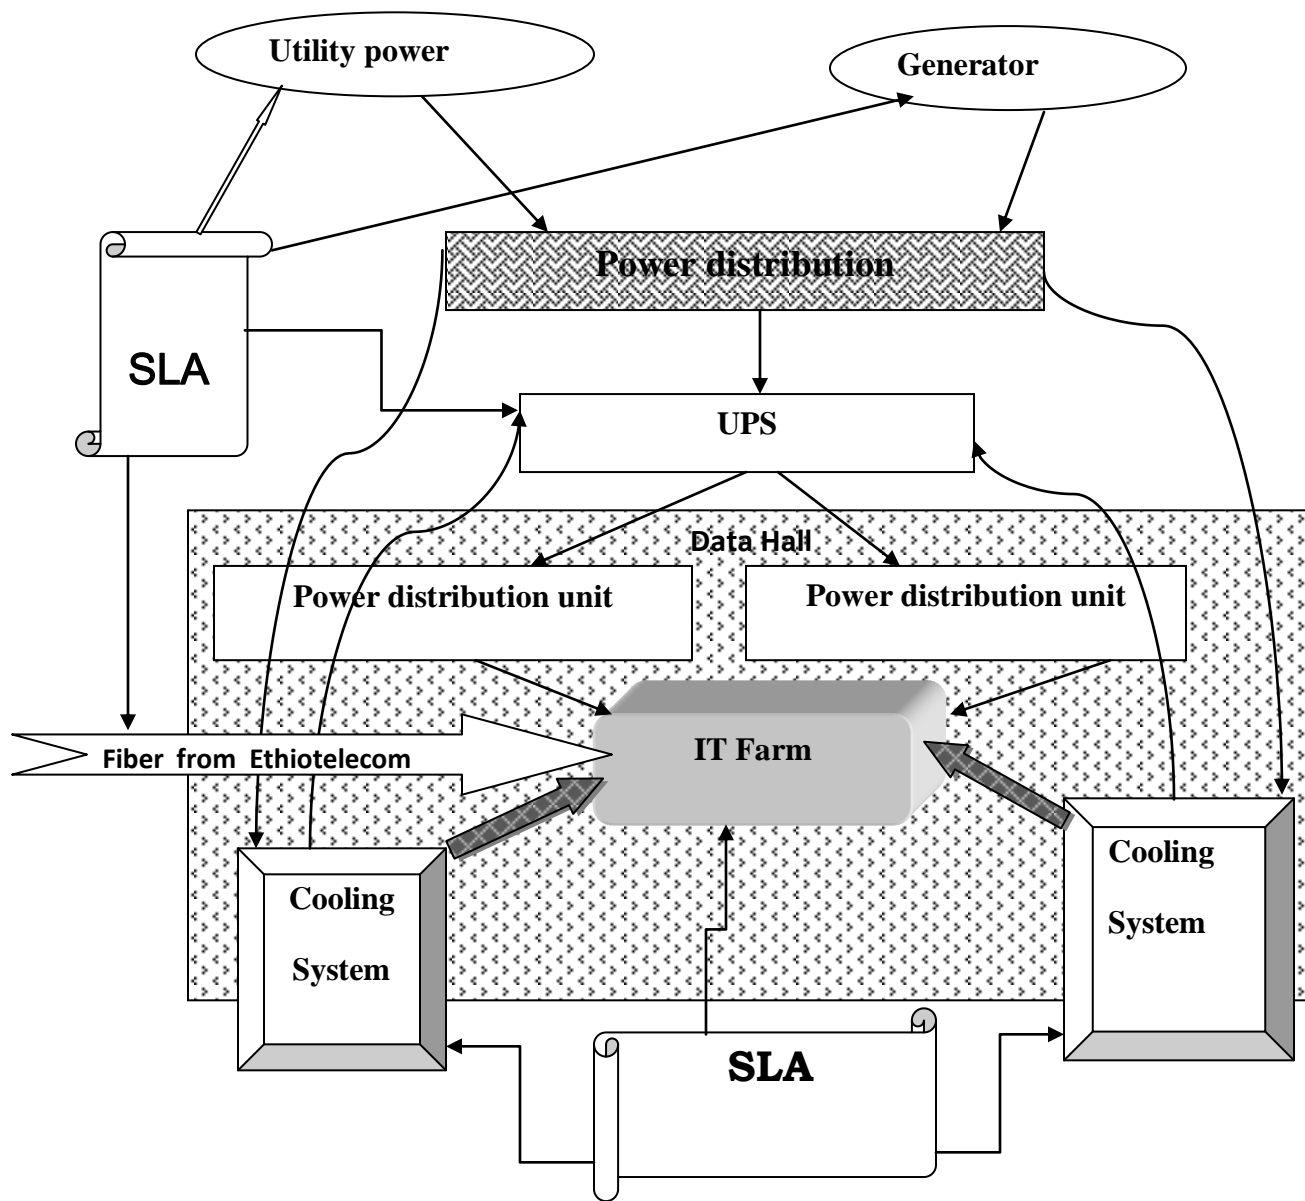 Utility power
Generator
Power distribution
SLA
UPS
Data Hall
Power distribution unit
Power distribution unit
IT Farm
Fiber from Ethiotelecom
Cooling
System
Cooling
System
SLA